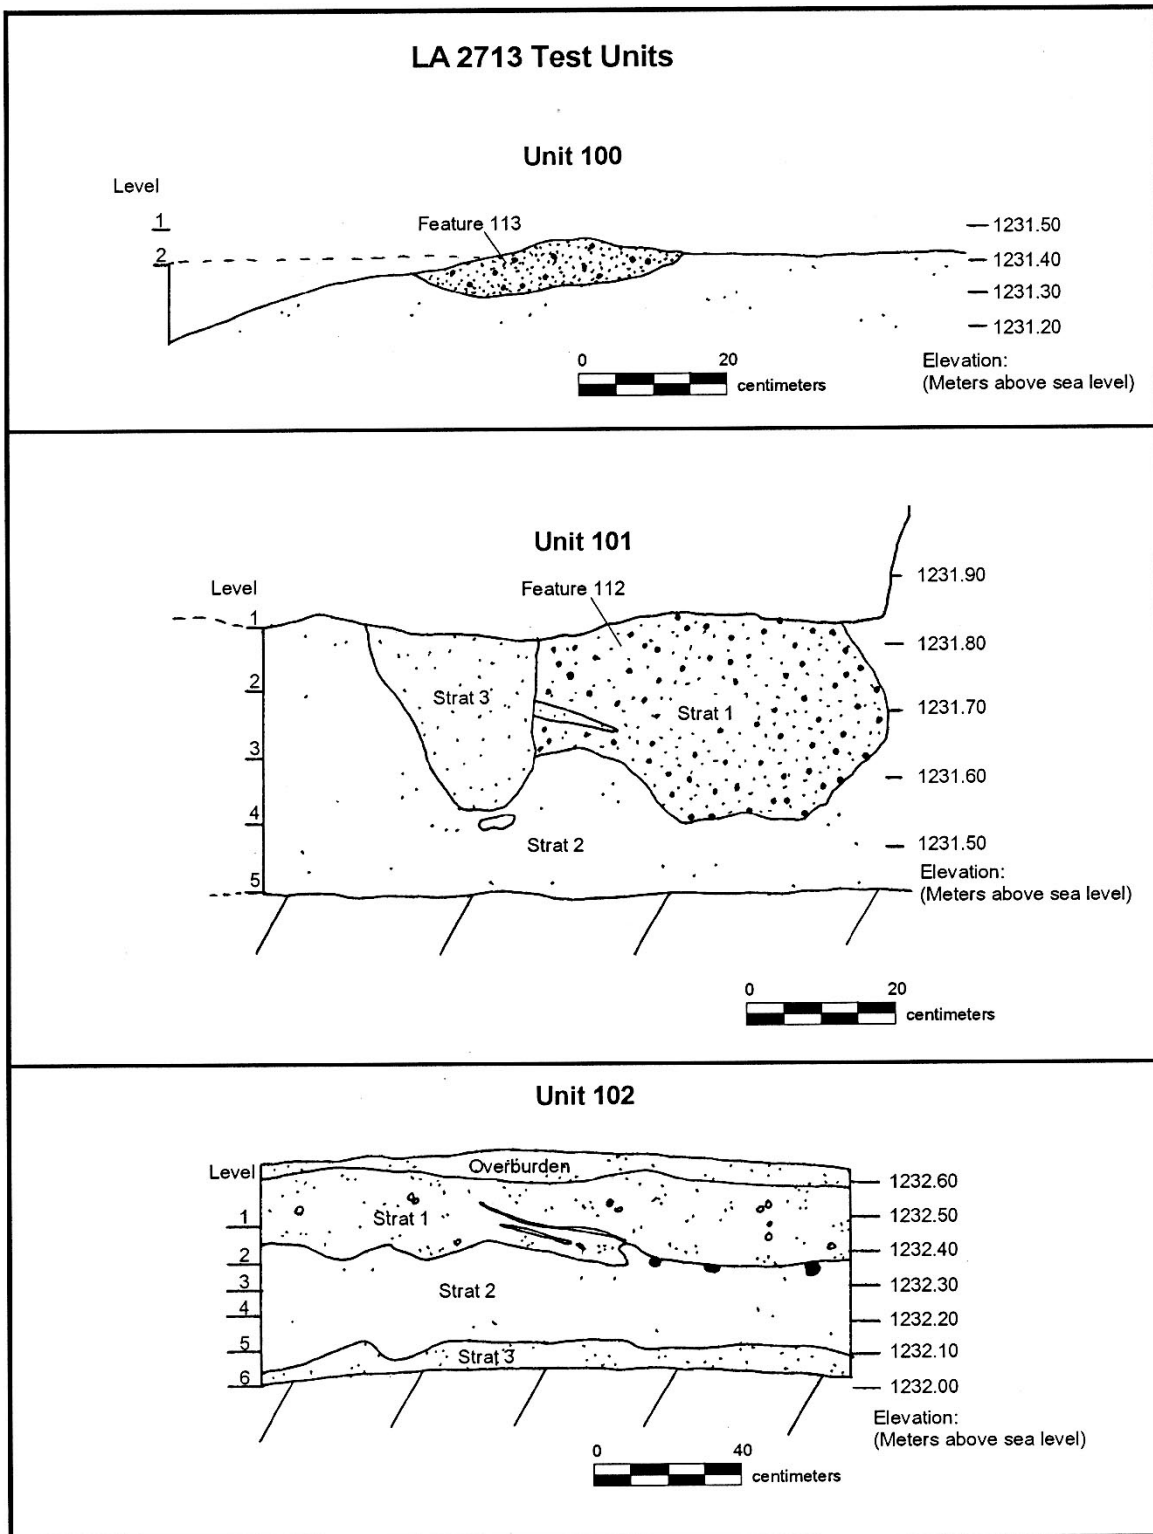 LA 2713 Test Units
Unit 100
Level
Feature 113
1
1231.50
2
1231.40
1231.30
1231.20
0 20
centimeters
Elevation:
(Meters above sea level)
Unit 101
1231.90
Level
Feature 112
1
1231.80
2
Strat 3
Strat 1
1231.70
3
1231.60
4
Strat 2
1231.50
5
Elevation:
(Meters above sea level)
0 20
centimeters
Unit 102
Level
Overburden
1232.60
1
Strat 1
1232.50
2
1232.40
3
Strat 2
1232.30
4
1232.20
5
Strat 3
1232.10
6
1232.00
Elevation:
(Meters above sea level)
0 40
centimeters